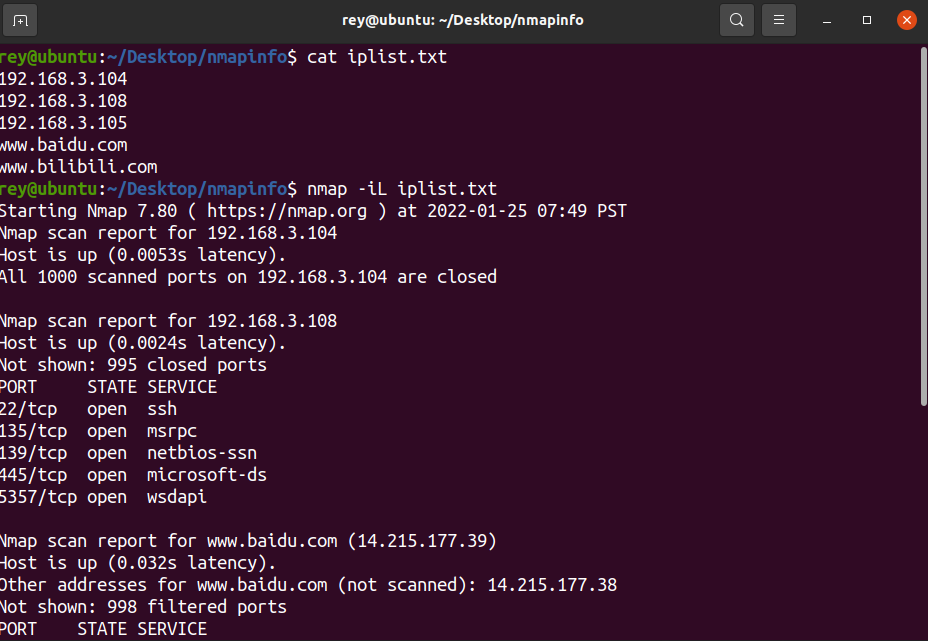 rey@ubuntu: ~/Desktop/nmapinfo
rey@ubuntu:~/Desktop/nmapinfo$ cat iplist.txt
192.168.3.104
192.168.3.108
192.168.3.105
www.baidu.com
www.bilibili.com
rey@ubuntu:~/Desktop/nmapinfo$ nmap -iL iplist.txt
Starting Nmap 7.80 ( https://nmap.org ) at 2022-01-25 07:49 PST
Nmap scan report for 192.168.3.104
Host is up (0.0053s latency).
All 1000 scanned ports on 192.168.3.104 are closed
Nmap scan report for 192.168.3.108
Host is up (0.0024s latency).
Not shown: 995 closed ports
PORT     STATE SERVICE
22/tcp   open  ssh
135/tcp  open  msrpc
139/tcp  open  netbios-ssn
445/tcp  open  microsoft-ds
5357/tcp open  wsdapi
Nmap scan report for www.baidu.com (14.215.177.39)
Host is up (0.032s latency).
Other addresses for www.baidu.com (not scanned): 14.215.177.38
Not shown: 998 filtered ports
PORT    STATE SERVICE